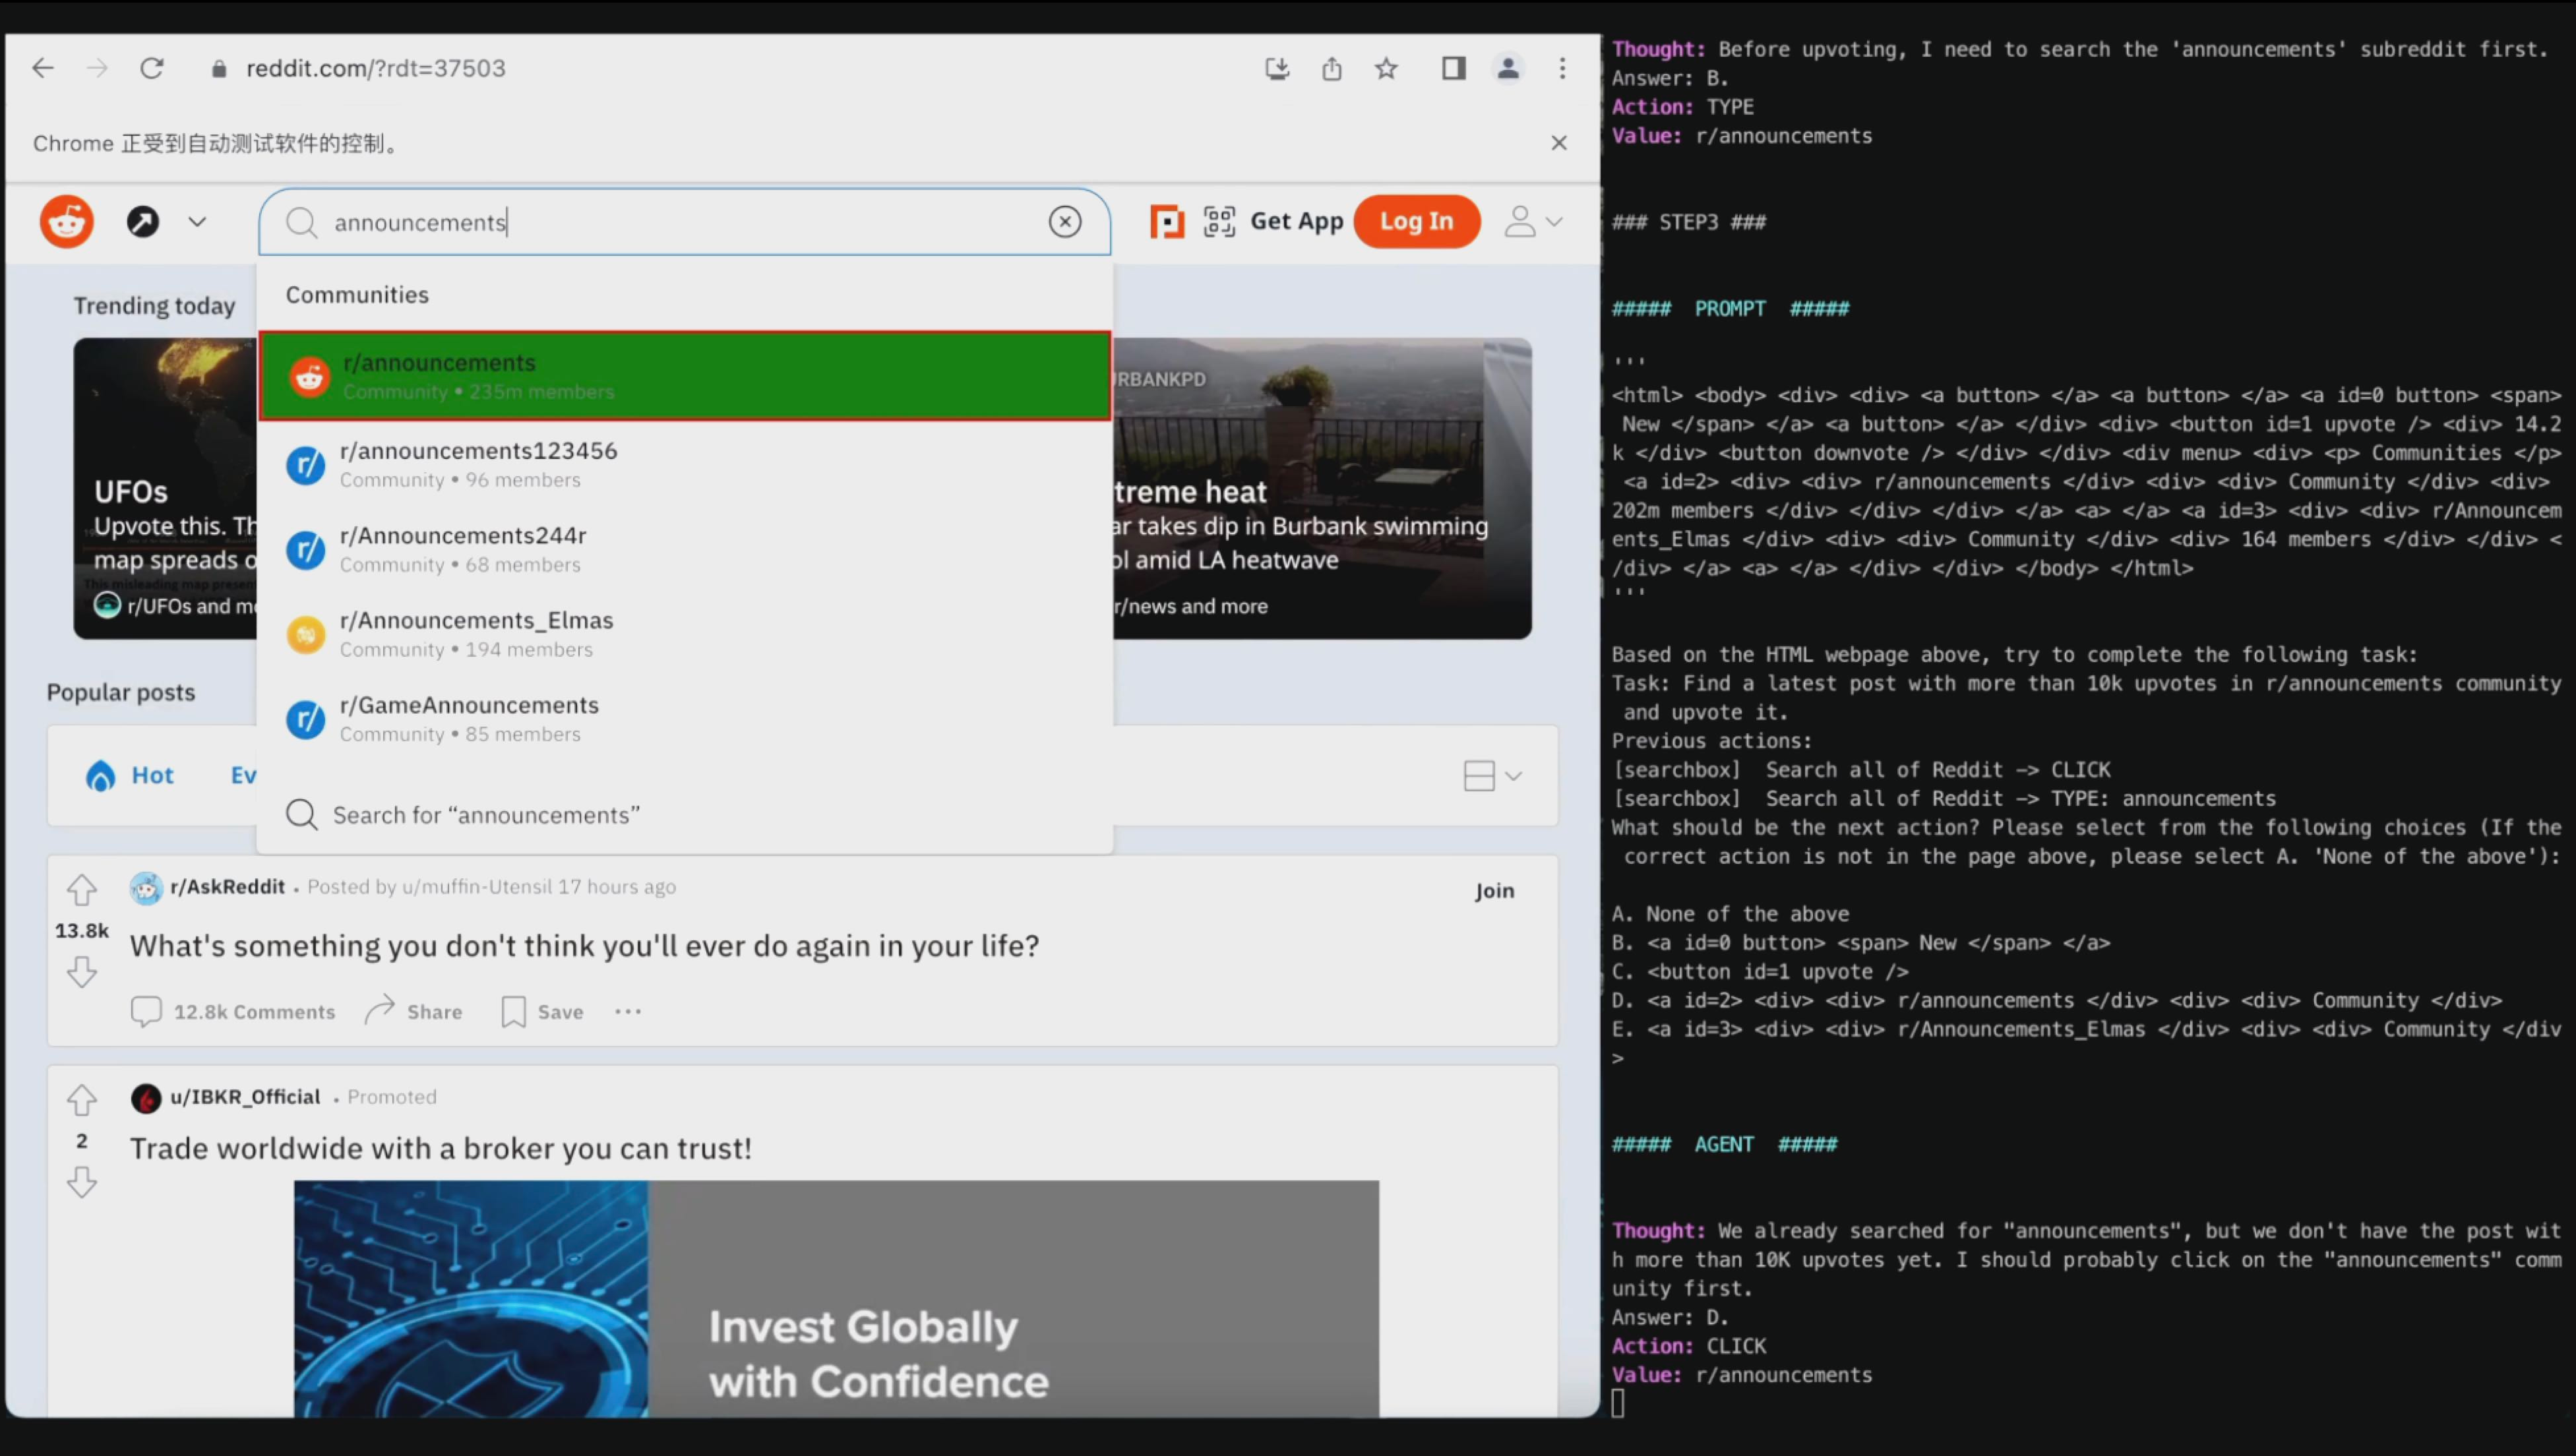 reddit.com/?rdt=37503
Chrome 正受到自动测试软件的控制。
announcements
Get App
Log In
Trending today
Communities
r/announcements
Community • 235m members
r/announcements123456
Community • 96 members
r/Announcements244r
Community • 68 members
r/Announcements_Elmas
Community • 194 members
r/GameAnnouncements
Community • 85 members
Search for “announcements”
UFOs
Upvote this. Th
map spreads o
r/UFOs and mo
URBANKPD
treme heat
ar takes dip in Burbank swimming
ol amid LA heatwave
r/news and more
Popular posts
Hot
Ev
r/AskReddit • Posted by u/muffin-Utensil 17 hours ago
Join
13.8k
What's something you don't think you'll ever do again in your life?
12.8k Comments
Share
Save
u/IBKR_Official • Promoted
2
Trade worldwide with a broker you can trust!
Invest Globally
with Confidence
Thought: Before upvoting, I need to search the 'announcements' subreddit first.
Answer: B.
Action: TYPE
Value: r/announcements
### STEP3 ###
##### PROMPT #####
'''
<html> <body> <div> <div> <a button> </a> <a button> </a> <a id=0 button> <span>
New </span> </a> <a button> </a> </div> <div> <button id=1 upvote /> <div> 14.2
k </div> <button downvote /> </div> </div> <div menu> <div> <p> Communities </p>
<a id=2> <div> <div> r/announcements </div> <div> <div> Community </div> <div>
202m members </div> </div> </div> </a> <a> </a> <a id=3> <div> <div> r/Announcem
ents_Elmas </div> <div> <div> Community </div> <div> 164 members </div> </div> <
/div> </a> <a> </a> </div> </div> </body> </html>
'''
Based on the HTML webpage above, try to complete the following task:
Task: Find a latest post with more than 10k upvotes in r/announcements community
and upvote it.
Previous actions:
[searchbox]  Search all of Reddit -> CLICK
[searchbox]  Search all of Reddit -> TYPE: announcements
What should be the next action? Please select from the following choices (If the
correct action is not in the page above, please select A. 'None of the above'):
A. None of the above
B. <a id=0 button> <span> New </span> </a>
C. <button id=1 upvote />
D. <a id=2> <div> <div> r/announcements </div> <div> <div> Community </div>
E. <a id=3> <div> <div> r/Announcements_Elmas </div> <div> <div> Community </div
>
##### AGENT #####
Thought: We already searched for "announcements", but we don't have the post wit
h more than 10K upvotes yet. I should probably click on the "announcements" comm
unity first.
Answer: D.
Action: CLICK
Value: r/announcements